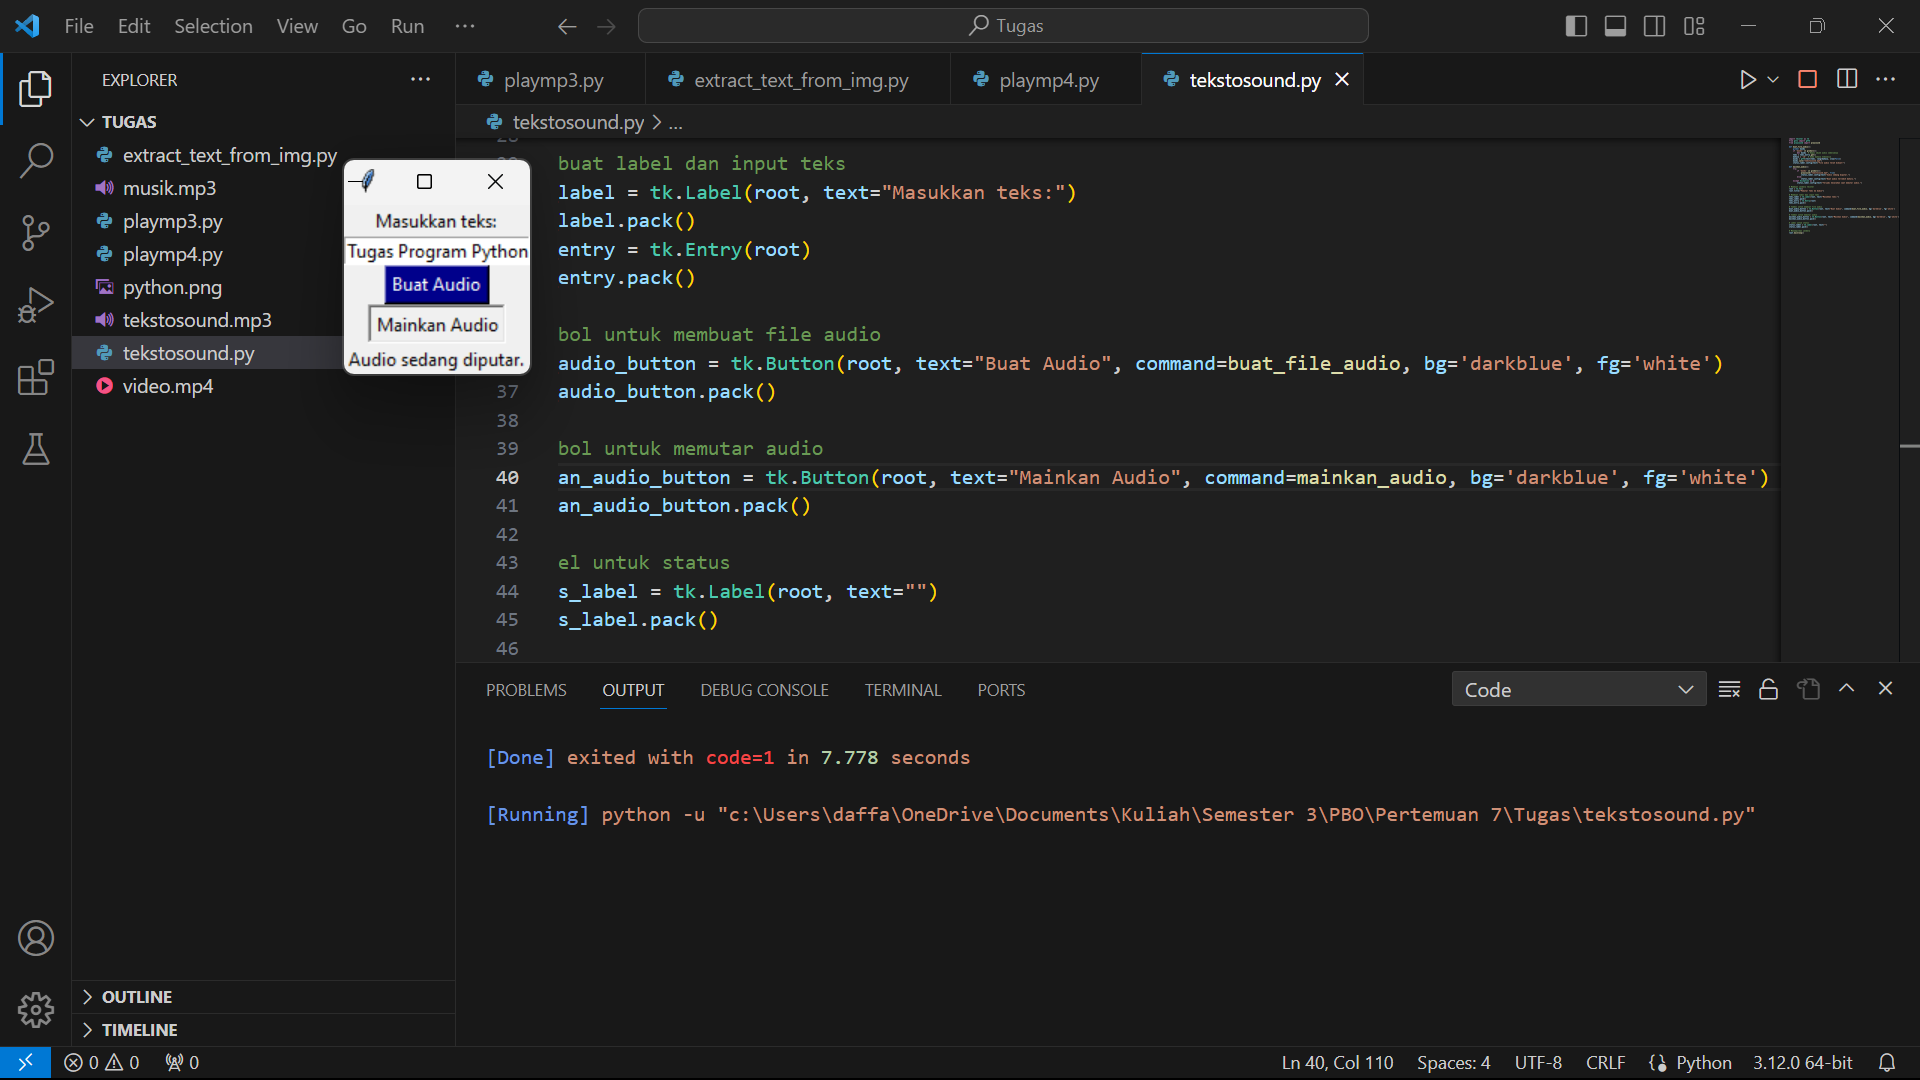 File Edit Selection View Go Run ··· Tugas
EXPLORER ···
TUGAS
extract_text_from_img.py
musik.mp3
playmp3.py
playmp4.py
python.png
tekstosound.mp3
tekstosound.py
video.mp4
OUTLINE
TIMELINE
Masukkan teks:
Tugas Program Python
Buat Audio
Mainkan Audio
Audio sedang diputar.
playmp3.py extract_text_from_img.py playmp4.py tekstosound.py
tekstosound.py > ...
buat label dan input teks
label = tk.Label(root, text="Masukkan teks:")
label.pack()
entry = tk.Entry(root)
entry.pack()
bol untuk membuat file audio
audio_button = tk.Button(root, text="Buat Audio", command=buat_file_audio, bg='darkblue', fg='white')
37 audio_button.pack()
38
39 bol untuk memutar audio
40 an_audio_button = tk.Button(root, text="Mainkan Audio", command=mainkan_audio, bg='darkblue', fg='white')
41 an_audio_button.pack()
42
43 el untuk status
44 s_label = tk.Label(root, text="")
45 s_label.pack()
46
PROBLEMS OUTPUT DEBUG CONSOLE TERMINAL PORTS Code
[Done] exited with code=1 in 7.778 seconds
[Running] python -u "c:\Users\daffa\OneDrive\Documents\Kuliah\Semester 3\PBO\Pertemuan 7\Tugas\tekstosound.py"
0 0 0 Ln 40, Col 110 Spaces: 4 UTF-8 CRLF Python 3.12.0 64-bit